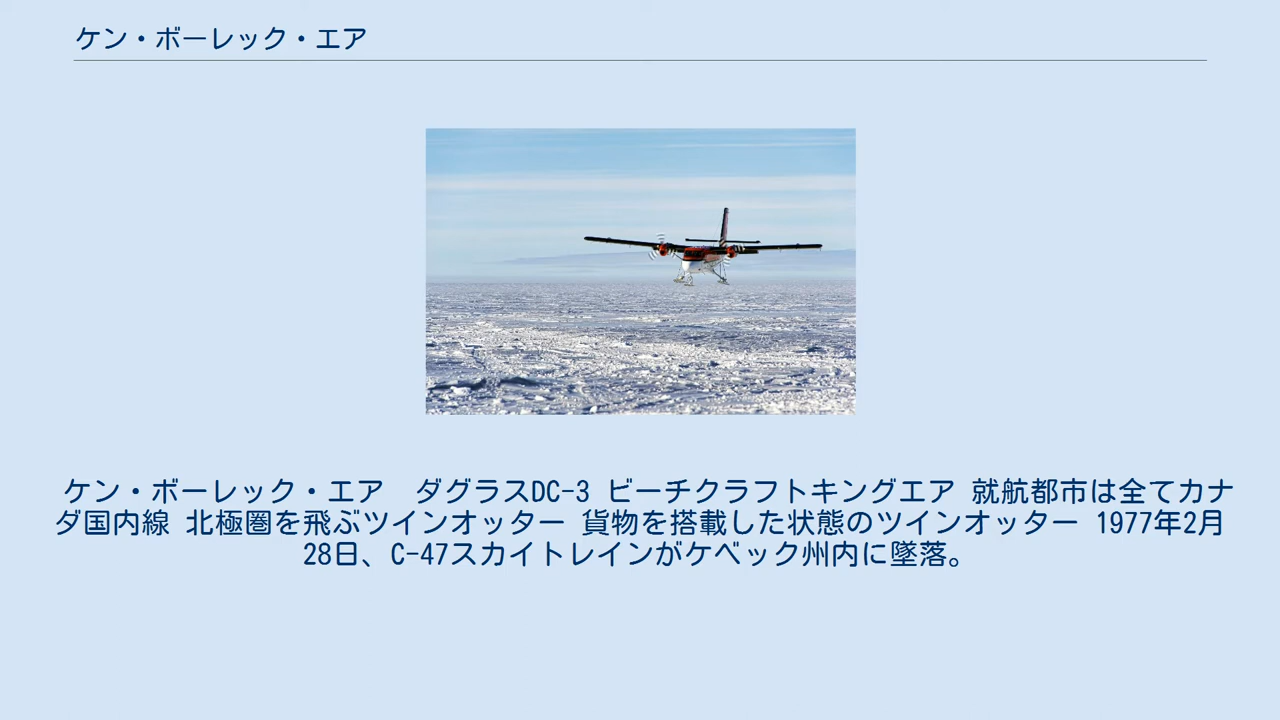 ケン・ボーレック・エア
ケン・ボーレック・エア　ダグラスDC-3 ビーチクラフトキングエア 就航都市は全てカナ
ダ国内線 北極圏を飛ぶツインオッター 貨物を搭載した状態のツインオッター 1977年2月
28日、C-47スカイトレインがケベック州内に墜落。